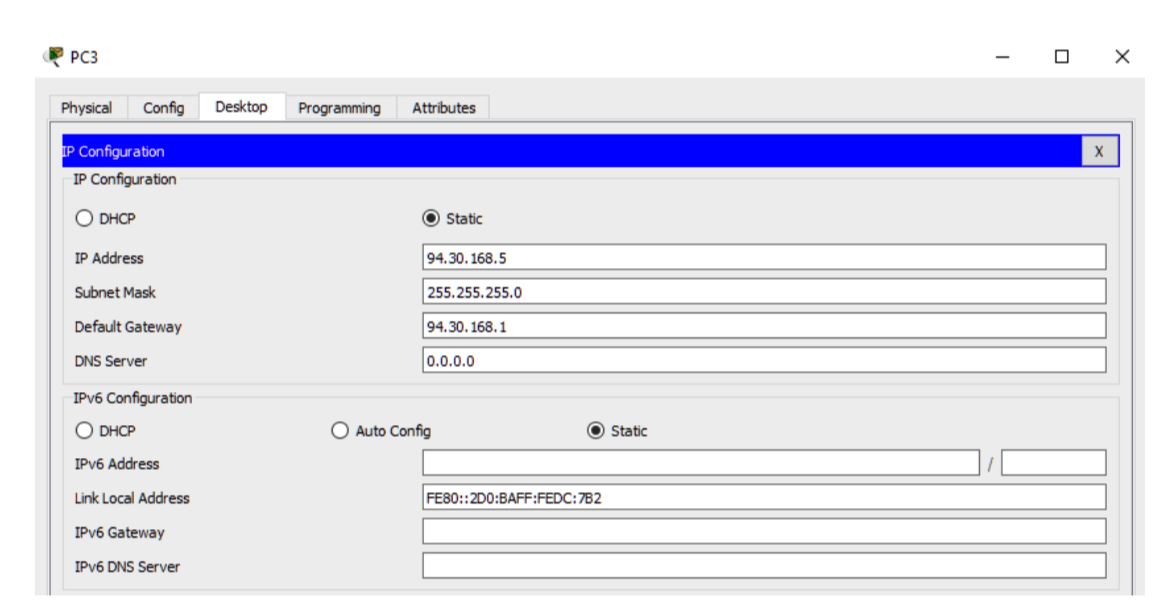 PC3
Physical Config Desktop Programming Attributes
IP Configuration X
IP Configuration
DHCP Static
IP Address 94.30.168.5
Subnet Mask 255.255.255.0
Default Gateway 94.30.168.1
DNS Server 0.0.0.0
IPv6 Configuration
DHCP Auto Config Static
IPv6 Address /
Link Local Address FE80::2D0:BAFF:FEDC:7B2
IPv6 Gateway
IPv6 DNS Server